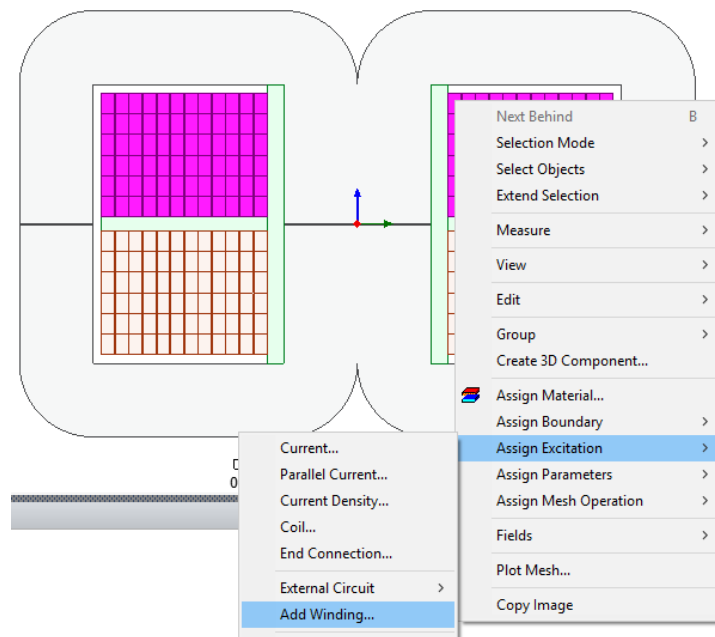 Next Behind B
Selection Mode
Select Objects
Extend Selection
Measure
View
Edit
Group
Create 3D Component...
Assign Material...
Assign Boundary
Assign Excitation
Assign Parameters
Assign Mesh Operation
Fields
Plot Mesh...
Copy Image
Current...
Parallel Current...
Current Density...
Coil...
End Connection...
External Circuit
Add Winding...
0